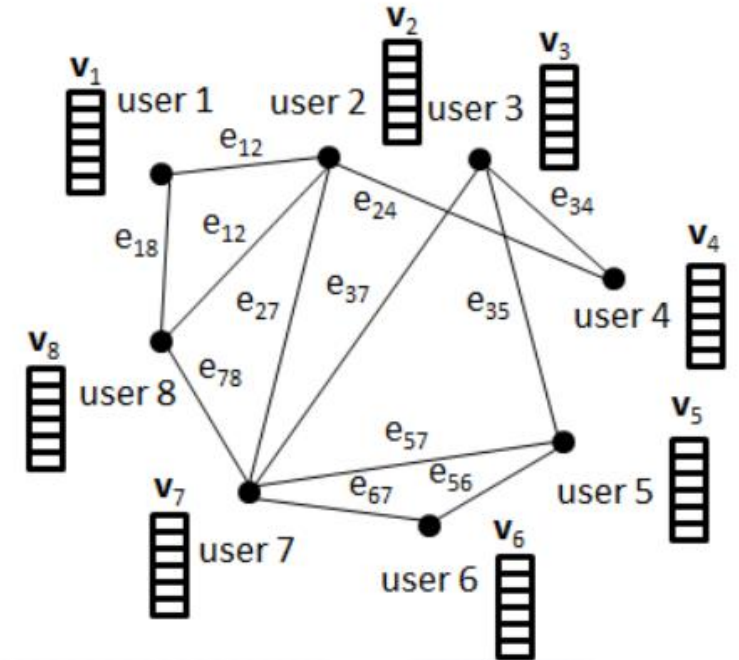 v2
v3
v1
user 1
user 2
user 3
e12
e34
e24
e12
e18
v4
e27
e37
e35
user 4
v8
e78
user 8
v5
e57
e56
e67
v7
user 5
v6
user 7
user 6